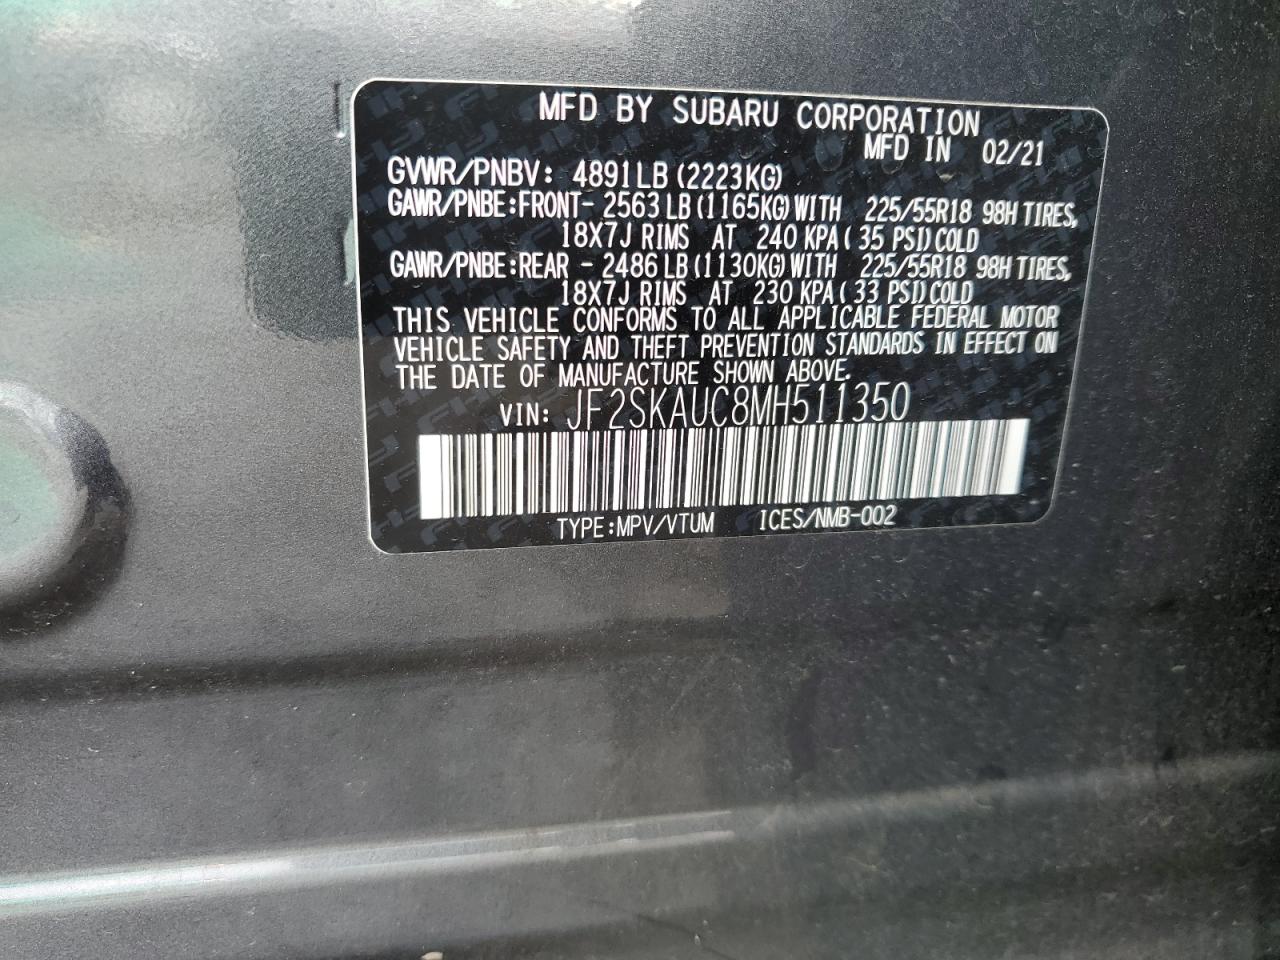 MFD BY SUBARU CORPORATION
MFD IN 02/21
GVWR/PNBV: 4891LB (2223KG)
GAWR/PNBE:FRONT- 2563 LB (1165KG) WITH 225/55R18 98H TIRES,
18X7J RIMS AT 240 KPA ( 35 PSI) COLD
GAWR/PNBE:REAR - 2486 LB (1130KG) WITH 225/55R18 98H TIRES,
18X7J RIMS AT 230 KPA ( 33 PSI) COLD
THIS VEHICLE CONFORMS TO ALL APPLICABLE FEDERAL MOTOR
VEHICLE SAFETY AND THEFT PREVENTION STANDARDS IN EFFECT ON
THE DATE OF MANUFACTURE SHOWN ABOVE.
VIN: JF2SKAUC8MH511350
TYPE:MPV/VTUM ICES/NMB-002